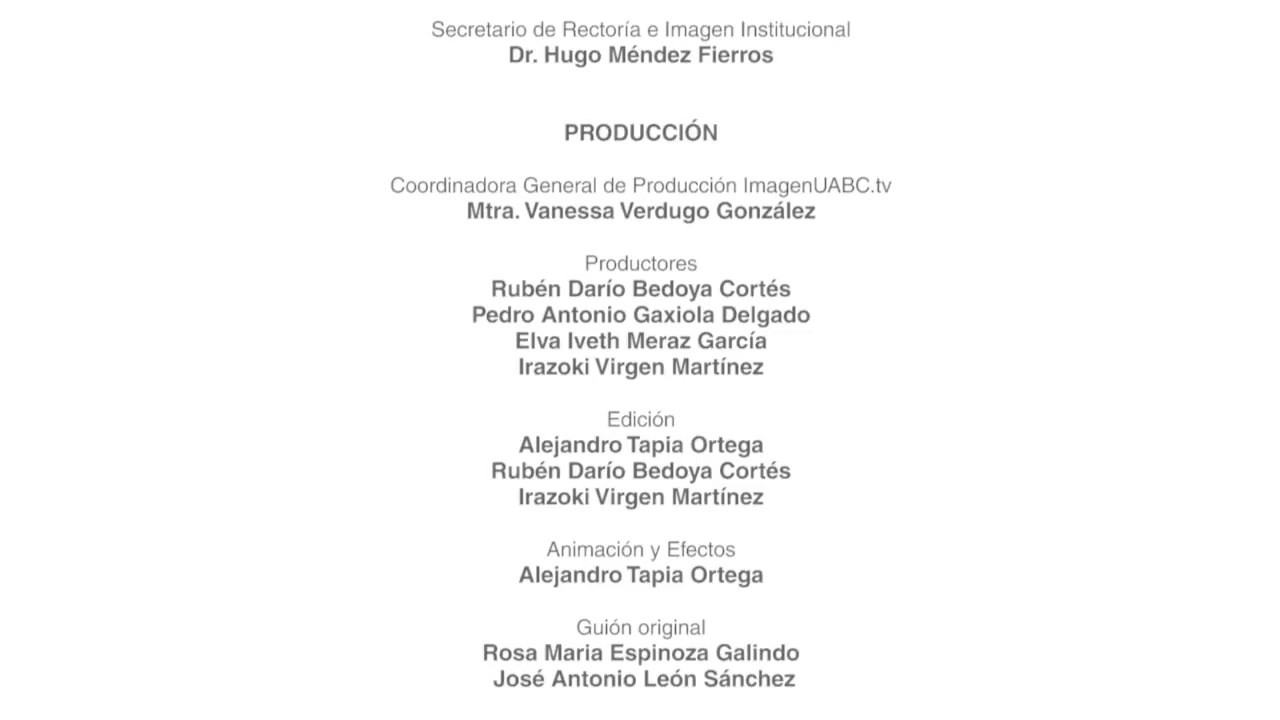 Secretario de Rectoría e Imagen Institucional
Dr. Hugo Méndez Fierros
PRODUCCIÓN
Coordinadora General de Producción ImagenUABC.tv
Mtra. Vanessa Verdugo González
Productores
Rubén Darío Bedoya Cortés
Pedro Antonio Gaxiola Delgado
Elva Iveth Meraz García
Irazoki Virgen Martínez
Edición
Alejandro Tapia Ortega
Rubén Darío Bedoya Cortés
Irazoki Virgen Martínez
Animación y Efectos
Alejandro Tapia Ortega
Guión original
Rosa Maria Espinoza Galindo
José Antonio León Sánchez